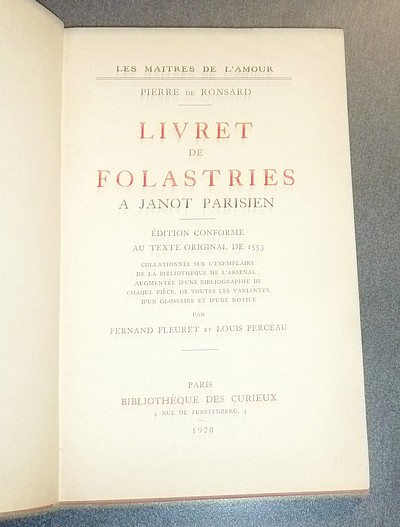 LES MAITRES DE L'AMOUR
PIERRE DE RONSARD
LIVRET
DE
FOLASTRIES
A JANOT PARISIEN
ÉDITION CONFORME
AU TEXTE ORIGINAL DE 1553
COLLATIONNÉE SUR L'EXEMPLAIRE
DE LA BIBLIOTHÈQUE DE L'ARSENAL,
AUGMENTÉE D'UNE BIBLIOGRAPHIE DE
CHAQUE PIÈCE, DE TOUTES LES VARIANTES,
D'UN GLOSSAIRE ET D'UNE NOTICE
PAR
FERNAND FLEURET ET LOUIS PERCEAU
PARIS
BIBLIOTHÈQUE DES CURIEUX
4, RUE DE FURSTENBERG, 4
1920